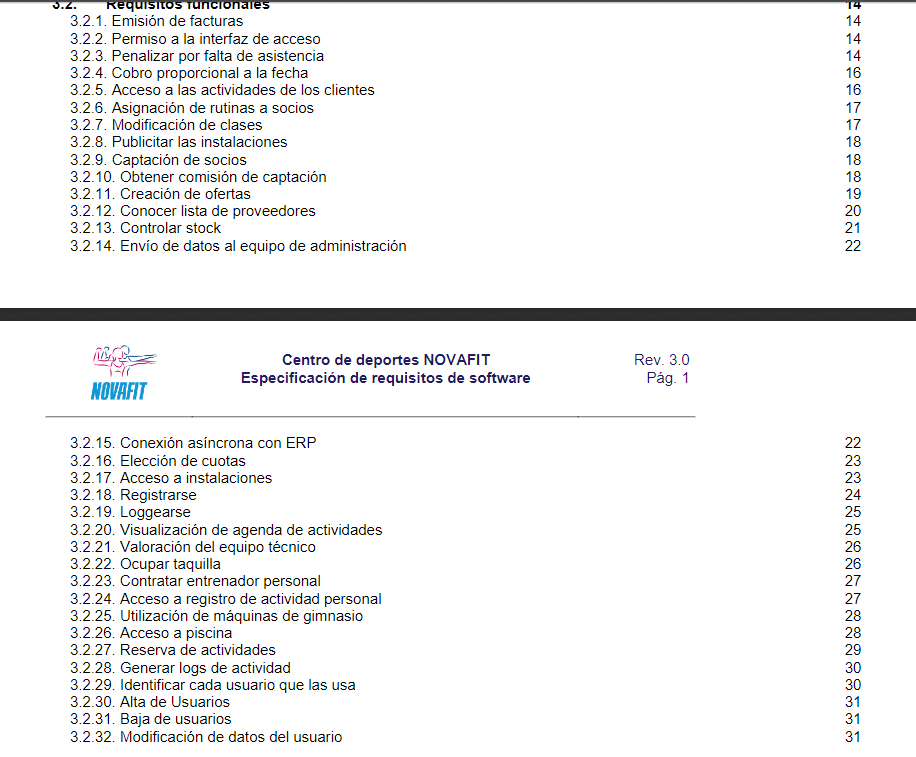 3.2. Requisitos funcionales 14
3.2.1. Emisión de facturas 14
3.2.2. Permiso a la interfaz de acceso 14
3.2.3. Penalizar por falta de asistencia 14
3.2.4. Cobro proporcional a la fecha 16
3.2.5. Acceso a las actividades de los clientes 16
3.2.6. Asignación de rutinas a socios 17
3.2.7. Modificación de clases 17
3.2.8. Publicitar las instalaciones 18
3.2.9. Captación de socios 18
3.2.10. Obtener comisión de captación 18
3.2.11. Creación de ofertas 19
3.2.12. Conocer lista de proveedores 20
3.2.13. Controlar stock 21
3.2.14. Envío de datos al equipo de administración 22
NOVAFIT
Centro de deportes NOVAFIT Rev. 3.0
Especificación de requisitos de software Pág. 1
3.2.15. Conexión asíncrona con ERP 22
3.2.16. Elección de cuotas 23
3.2.17. Acceso a instalaciones 23
3.2.18. Registrarse 24
3.2.19. Loggearse 25
3.2.20. Visualización de agenda de actividades 25
3.2.21. Valoración del equipo técnico 26
3.2.22. Ocupar taquilla 26
3.2.23. Contratar entrenador personal 27
3.2.24. Acceso a registro de actividad personal 27
3.2.25. Utilización de máquinas de gimnasio 28
3.2.26. Acceso a piscina 28
3.2.27. Reserva de actividades 29
3.2.28. Generar logs de actividad 30
3.2.29. Identificar cada usuario que las usa 30
3.2.30. Alta de Usuarios 31
3.2.31. Baja de usuarios 31
3.2.32. Modificación de datos del usuario 31